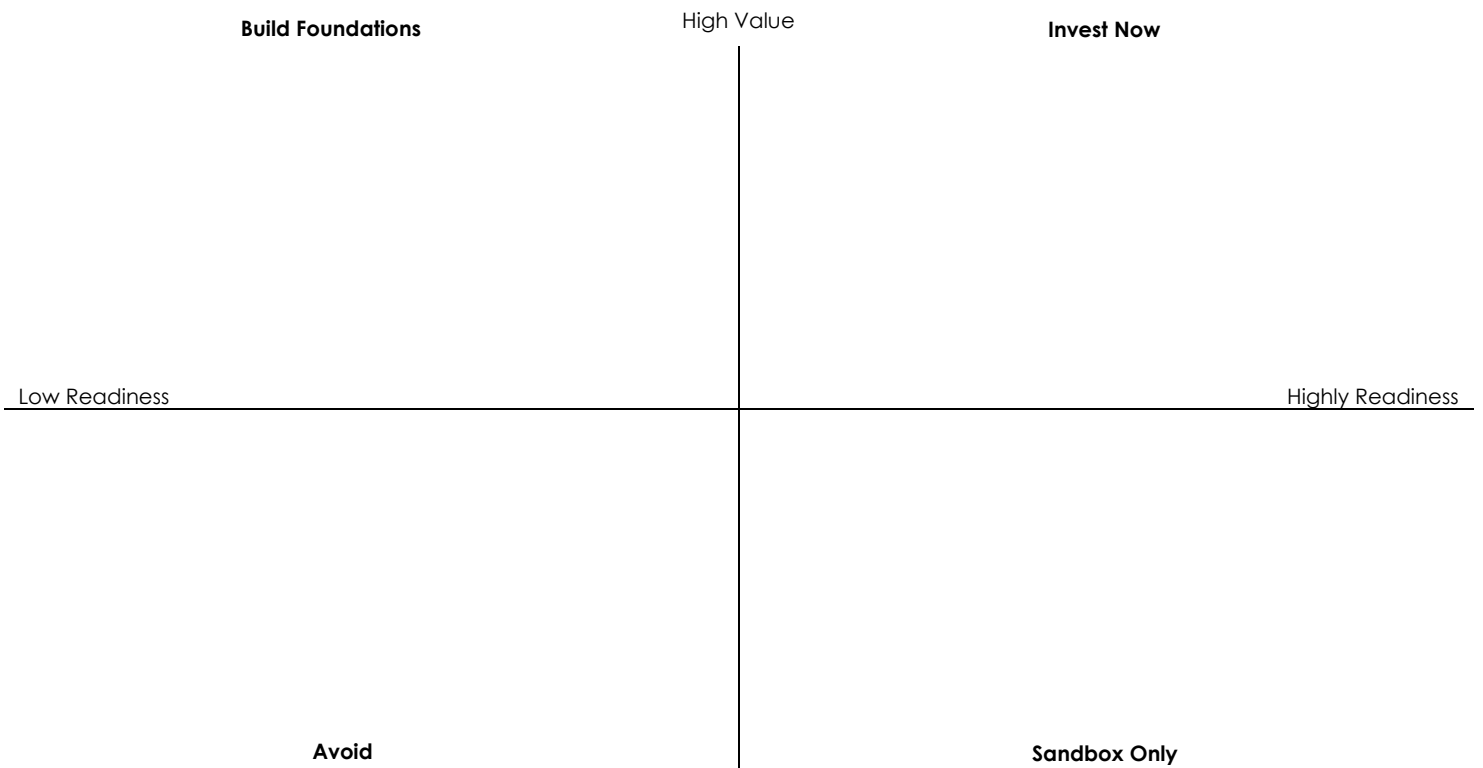 Build Foundations
High Value
Invest Now
Low Readiness
Highly Readiness
Avoid
Sandbox Only